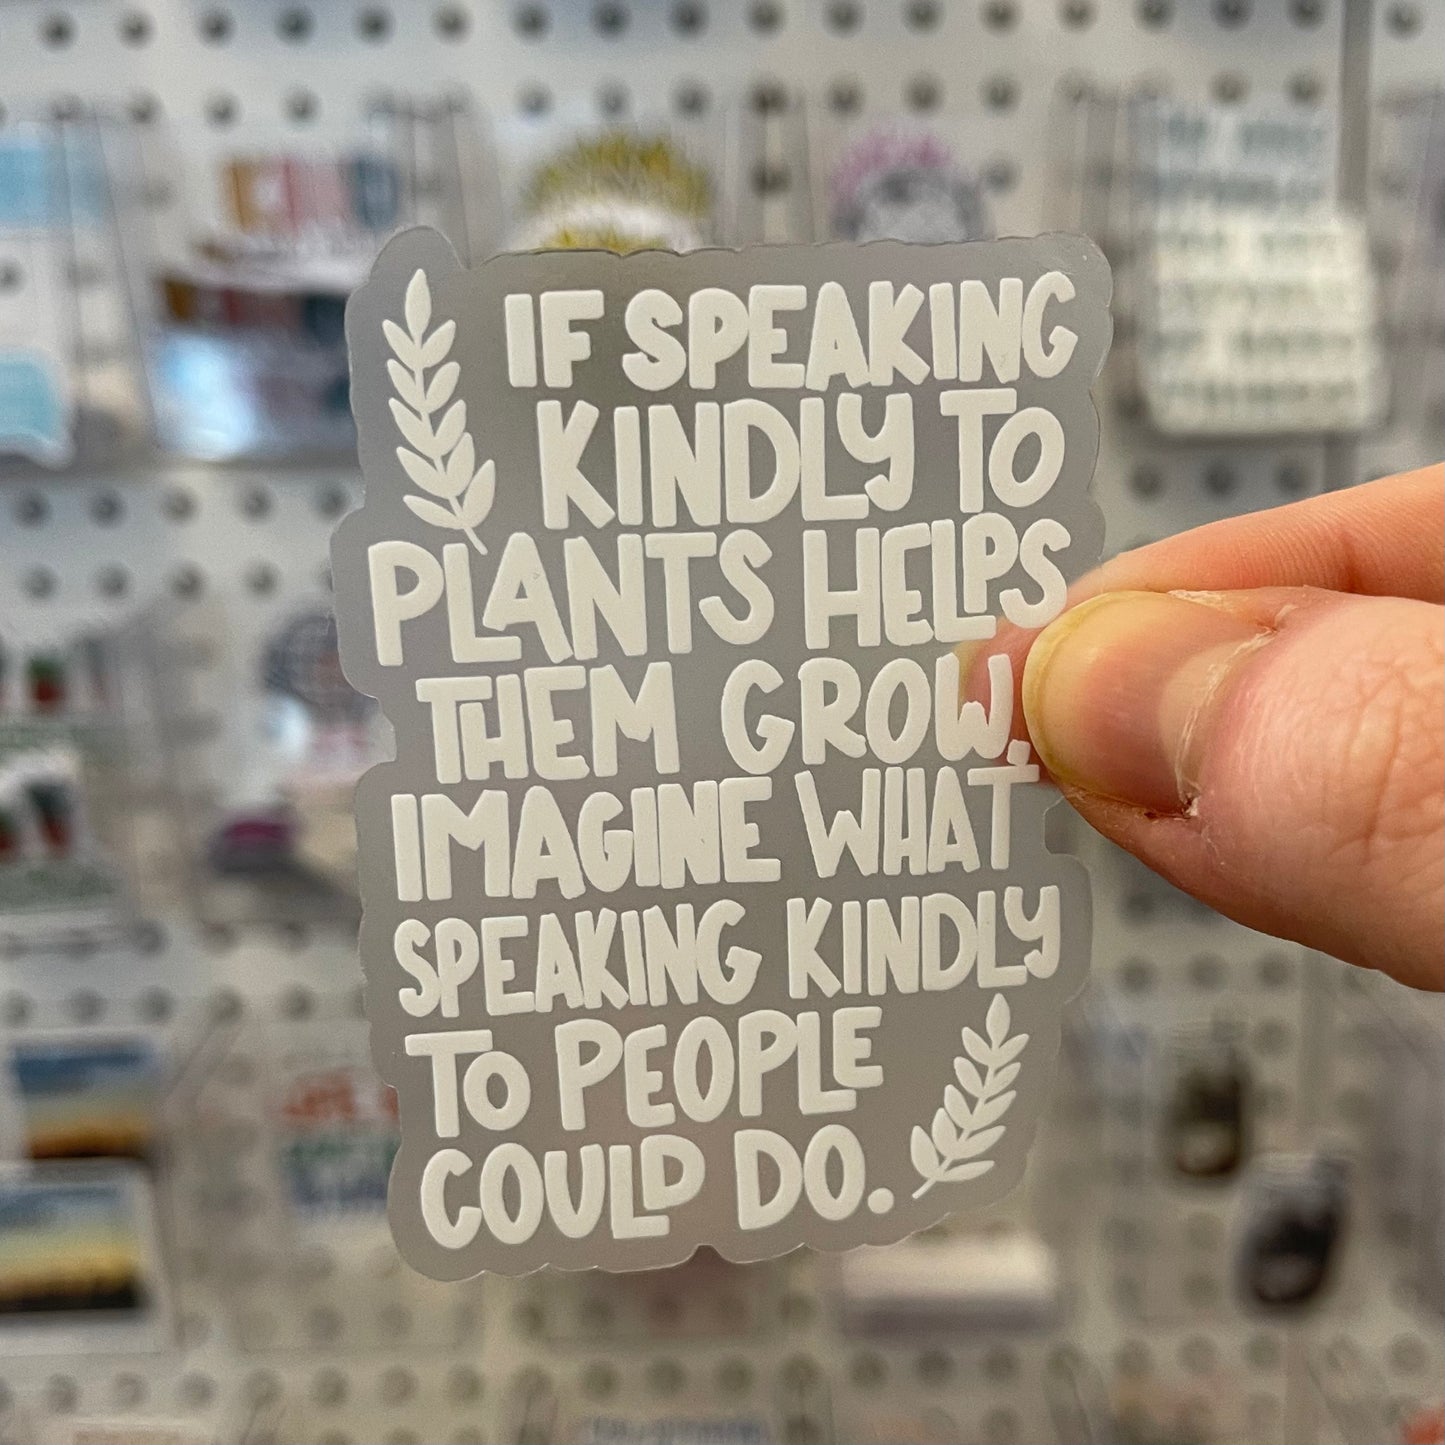 IF SPEAKING
KINDLY TO
PLANTS HELPS
THEM GROW,
IMAGINE WHAT
SPEAKING KINDLY
TO PEOPLE
COULD DO.